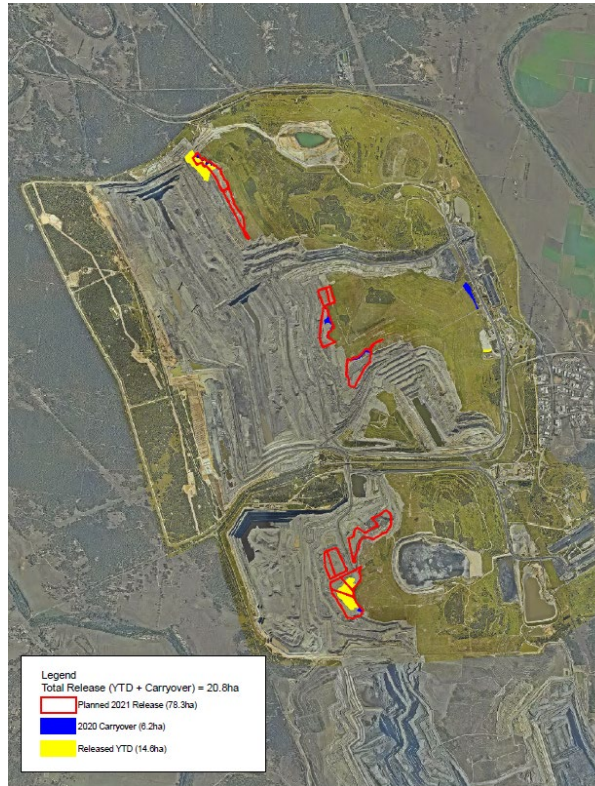 Legend
Total Release (YTD + Carryover) = 20.8ha
Planned 2021 Release (78.3ha)
2020 Carryover (6.2ha)
Released YTD (14.6ha)